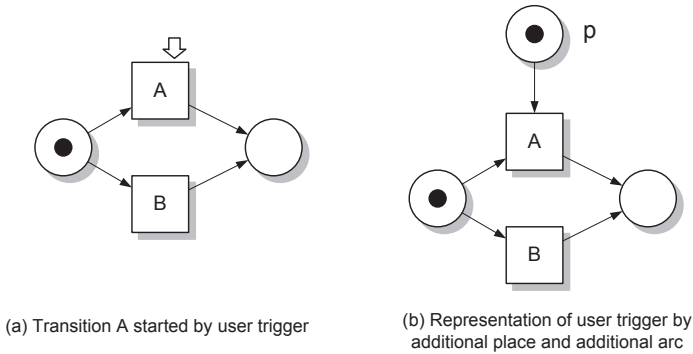 A
B
(a) Transition A started by user trigger
p
A
B
(b) Representation of user trigger by
additional place and additional arc